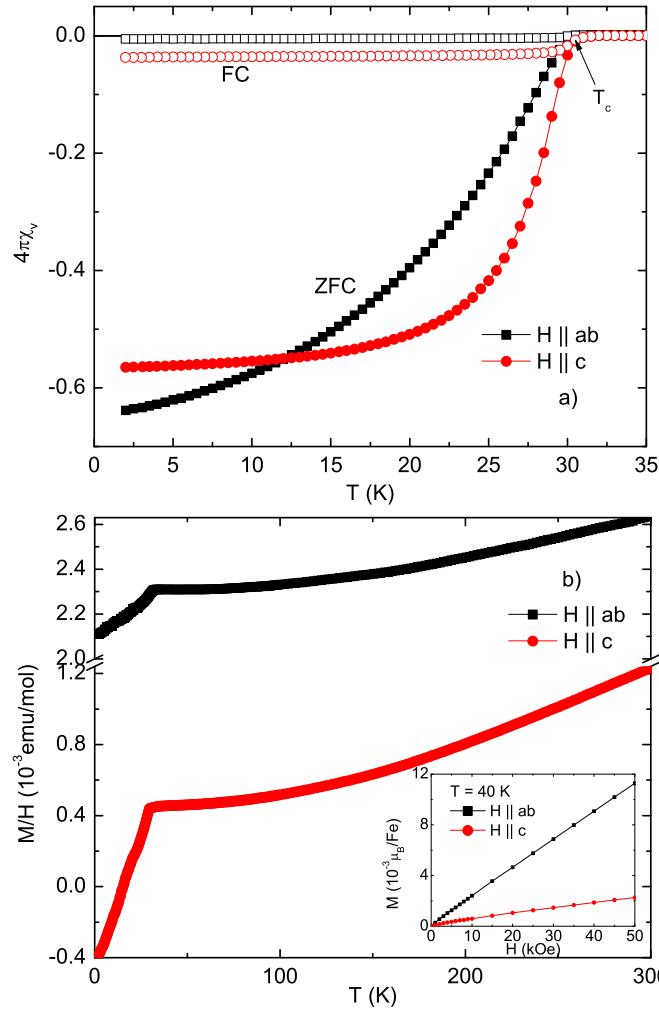 0.0
-0.2
-0.4
-0.6
4πχv
FC
Tc
ZFC
H || ab
H || c
a)
0 5 10 15 20 25 30 35
T (K)
2.6
2.4
2.2
2.0
1.2
0.8
0.4
0.0
-0.4
M/H (10-3emu/mol)
b)
H || ab
H || c
12
8
4
0
M (10-3μB/Fe)
T = 40 K
H || ab
H || c
0 10 20 30 40 50
H (kOe)
0 100 200 300
T (K)